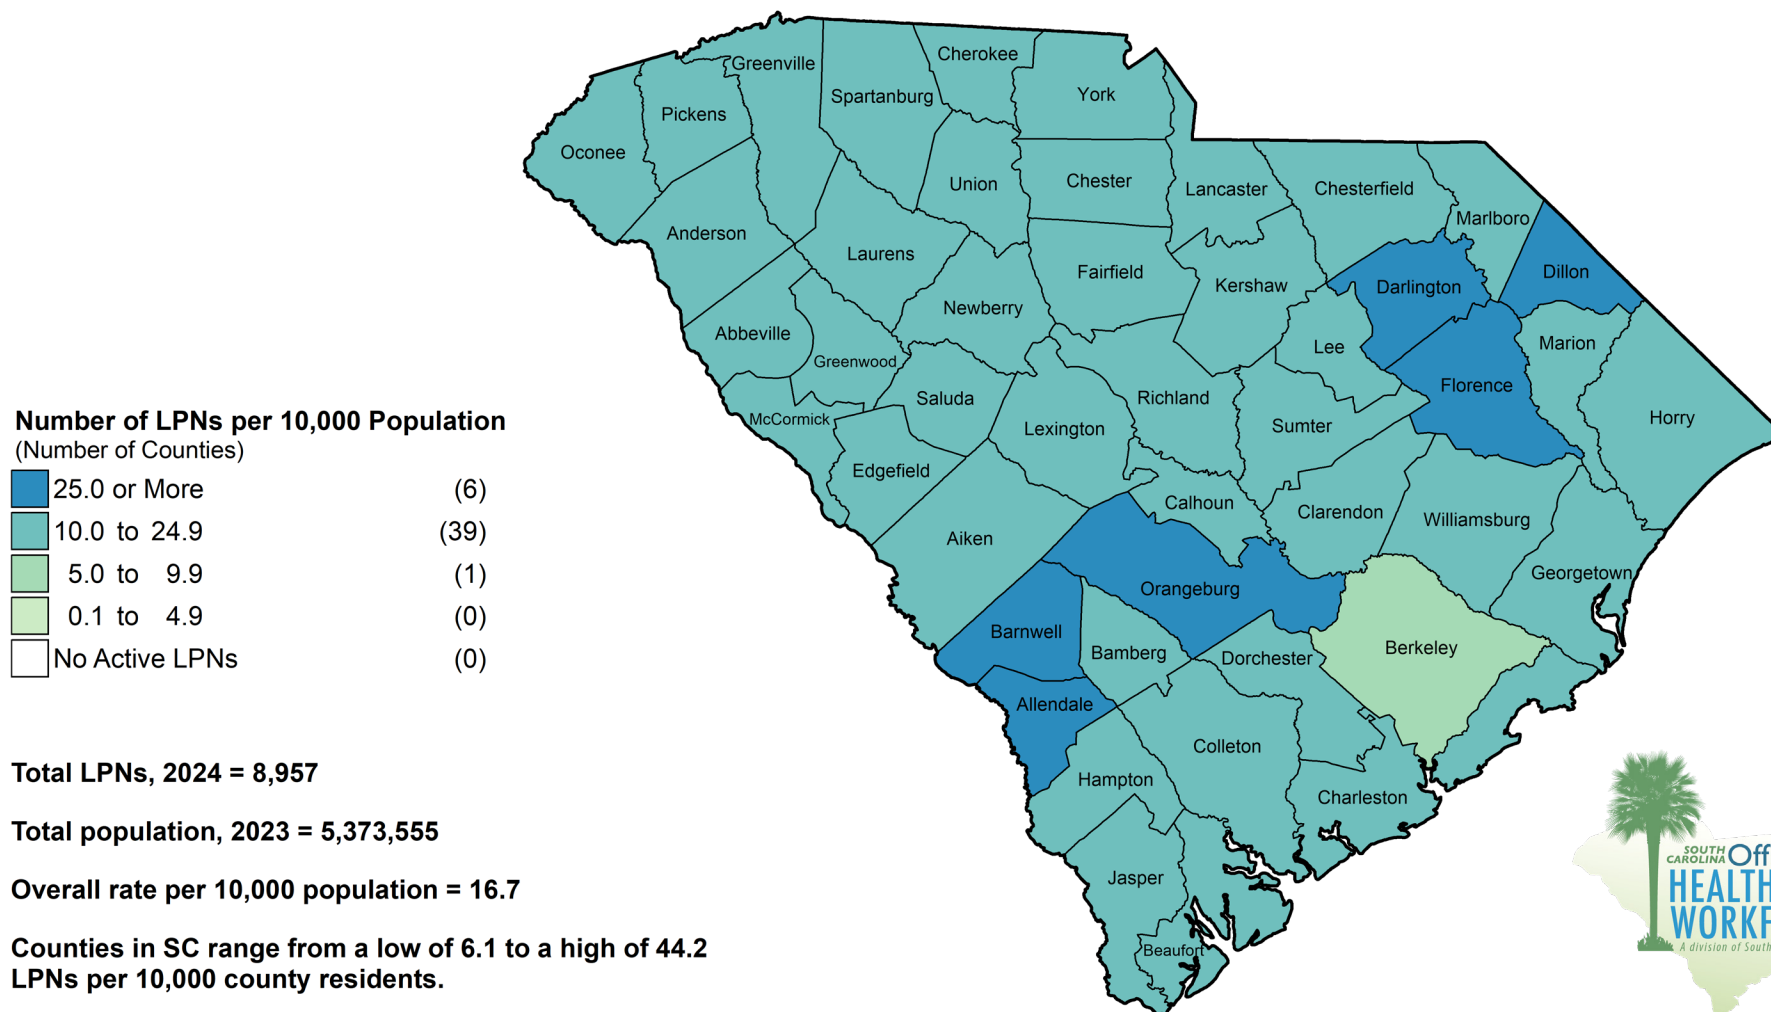 Cherokee
Greenville
York
Spartanburg
Pickens
Oconee
Union
Chester
Lancaster
Chesterfield
Marlboro
Anderson
Laurens
Fairfield
Dillon
Kershaw
Darlington
Newberry
Abbeville
Marion
Lee
Greenwood
Florence
Saluda
Richland
Horry
McCormick
Lexington
Sumter
Edgefield
Calhoun
Clarendon
Williamsburg
Aiken
Georgetown
Orangeburg
Barnwell
Berkeley
Bamberg
Dorchester
Allendale
Colleton
Hampton
Charleston
Jasper
Beaufort
Number of LPNs per 10,000 Population
(Number of Counties)
25.0 or More (6)
10.0 to 24.9 (39)
5.0 to 9.9 (1)
0.1 to 4.9 (0)
No Active LPNs (0)
Total LPNs, 2024 = 8,957
Total population, 2023 = 5,373,555
Overall rate per 10,000 population = 16.7
Counties in SC range from a low of 6.1 to a high of 44.2
LPNs per 10,000 county residents.
SOUTH
CAROLINA Off
HEALTH
WORKF
A division of South